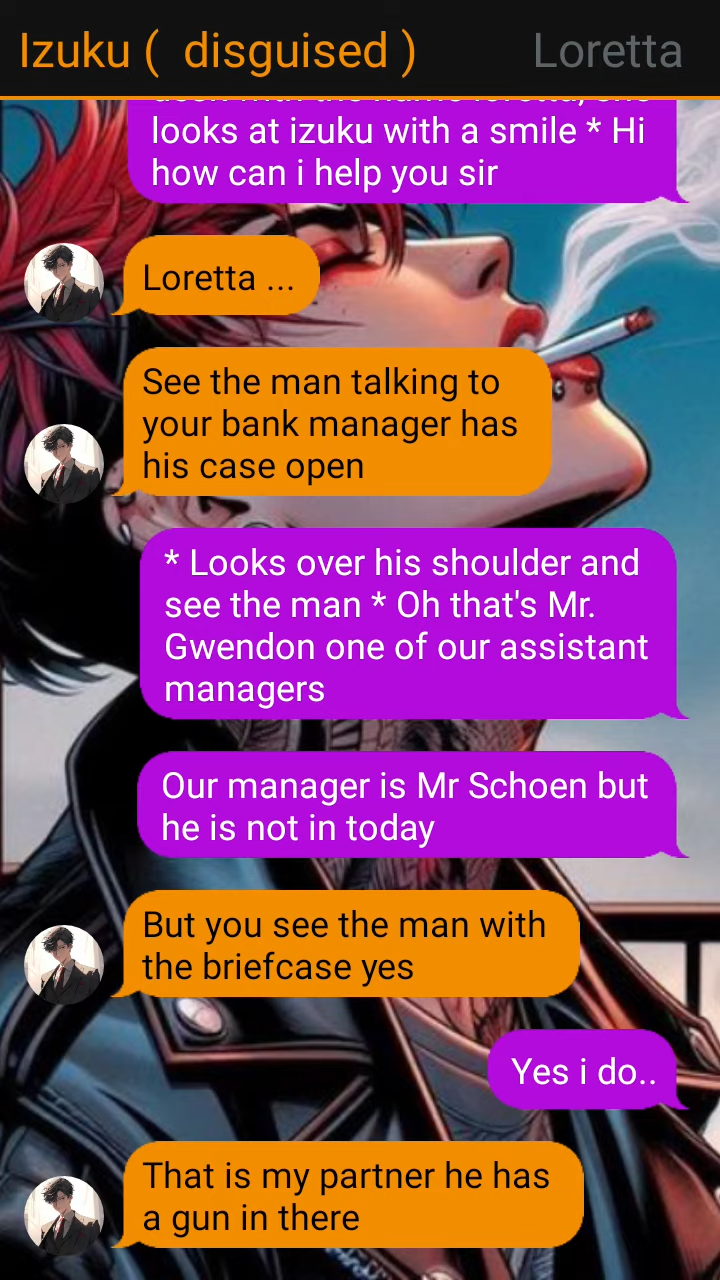 Izuku (  disguised )
Loretta
looks at izuku with a smile * Hi
how can i help you sir
Loretta ...
See the man talking to
your bank manager has
his case open
* Looks over his shoulder and
see the man * Oh that's Mr.
Gwendon one of our assistant
managers
Our manager is Mr Schoen but
he is not in today
But you see the man with
the briefcase yes
Yes i do..
That is my partner he has
a gun in there